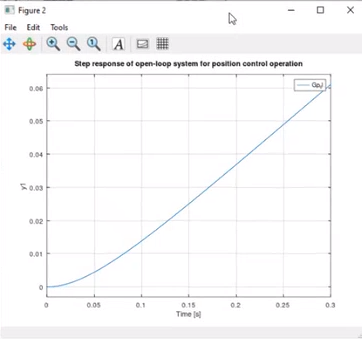 Figure 2
File Edit Tools
A
Step response of open-loop system for position control operation
0.06
0.05
0.04
0.03
0.02
0.01
0
y1
0 0.05 0.1 0.15 0.2 0.25 0.3
Time [s]